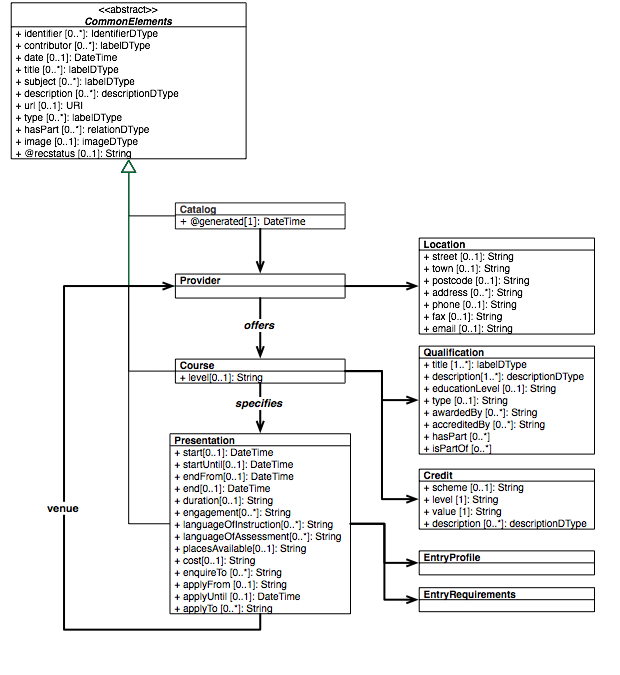 <<abstract>>
CommonElements
+ identifier [0..*]: IdentifierDType
+ contributor [0..*]: labelDType
+ date [0..1]: DateTime
+ title [0..*]: labelDType
+ subject [0..*]: labelDType
+ description [0..*]: descriptionDType
+ url [0..1]: URI
+ type [0..*]: labelDType
+ hasPart [0..*]: relationDType
+ image [0..1]: imageDType
+ @recstatus [0..1]: String
Catalog
+ @generated[1]: DateTime
Provider
offers
Course
+ level[0..1]: String
specifies
Presentation
+ start[0..1]: DateTime
+ startUntil[0..1]: DateTime
+ endFrom[0..1]: DateTime
+ end[0..1]: DateTime
+ duration[0..1]: String
+ engagement[0..*]: String
+ languageOfInstruction[0..*]: String
+ languageOfAssessment[0..*]: String
+ placesAvailable[0..1]: String
+ cost[0..1]: String
+ enquireTo [0..*]: String
+ applyFrom [0..1]: String
+ applyUntil [0..1]: DateTime
+ applyTo [0..*]: String
venue
Location
+ street [0..1]: String
+ town [0..1]: String
+ postcode [0..1]: String
+ address [0..*]: String
+ phone [0..1]: String
+ fax [0..1]: String
+ email [0..1]: String
Qualification
+ title [1..*]: labelDType
+ description[1..*]: descriptionDType
+ educationLevel [0..1]: String
+ type [0..1]: String
+ awardedBy [0..*]: String
+ accreditedBy [0..*]: String
+ hasPart [0..*]
+ isPartOf [o..*]
Credit
+ scheme [0..1]: String
+ level [1]: String
+ value [1]: String
+ description [0..*]: descriptionDType
EntryProfile
EntryRequirements